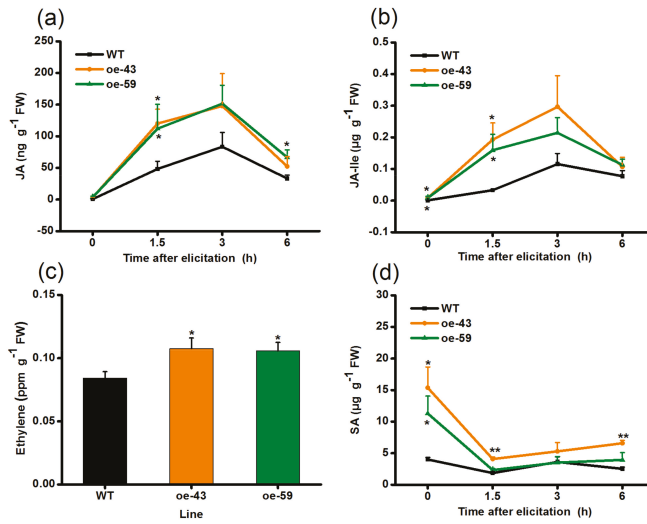 (a)
JA (ng g⁻¹ FW)
250
200
150
100
50
0
-50
WT
oe-43
oe-59
*
*
*
0 1.5 3 6
Time after elicitation (h)
(b)
JA-Ile (µg g⁻¹ FW)
0.5
0.4
0.3
0.2
0.1
0.0
-0.1
WT
oe-43
oe-59
*
*
*
*
0 1.5 3 6
Time after elicitation (h)
(c)
Ethylene (ppm g⁻¹ FW)
0.15
0.10
0.05
0.00
* *
WT oe-43 oe-59
Line
(d)
SA (µg g⁻¹ FW)
30
25
20
15
10
5
0
WT
oe-43
oe-59
*
*
**
**
0 1.5 3 6
Time after elicitation (h)